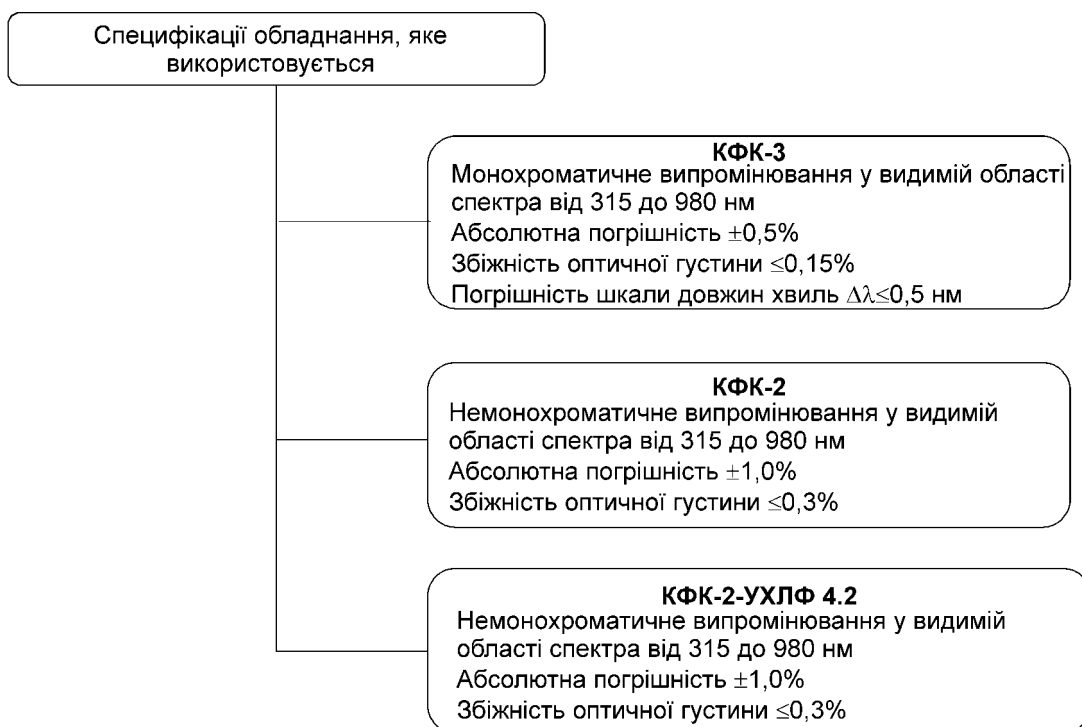 Специфікації обладнання, яке
використовується
КФК-3
Монохроматичне випромінювання у видимій області
спектра від 315 до 980 нм
Абсолютна погрішність ±0,5%
Збіжність оптичної густини ≤0,15%
Погрішність шкали довжин хвиль Δλ≤0,5 нм
КФК-2
Немонохроматичне випромінювання у видимій
області спектра від 315 до 980 нм
Абсолютна погрішність ±1,0%
Збіжність оптичної густини ≤0,3%
КФК-2-УХЛФ 4.2
Немонохроматичне випромінювання у видимій
області спектра від 315 до 980 нм
Абсолютна погрішність ±1,0%
Збіжність оптичної густини ≤0,3%